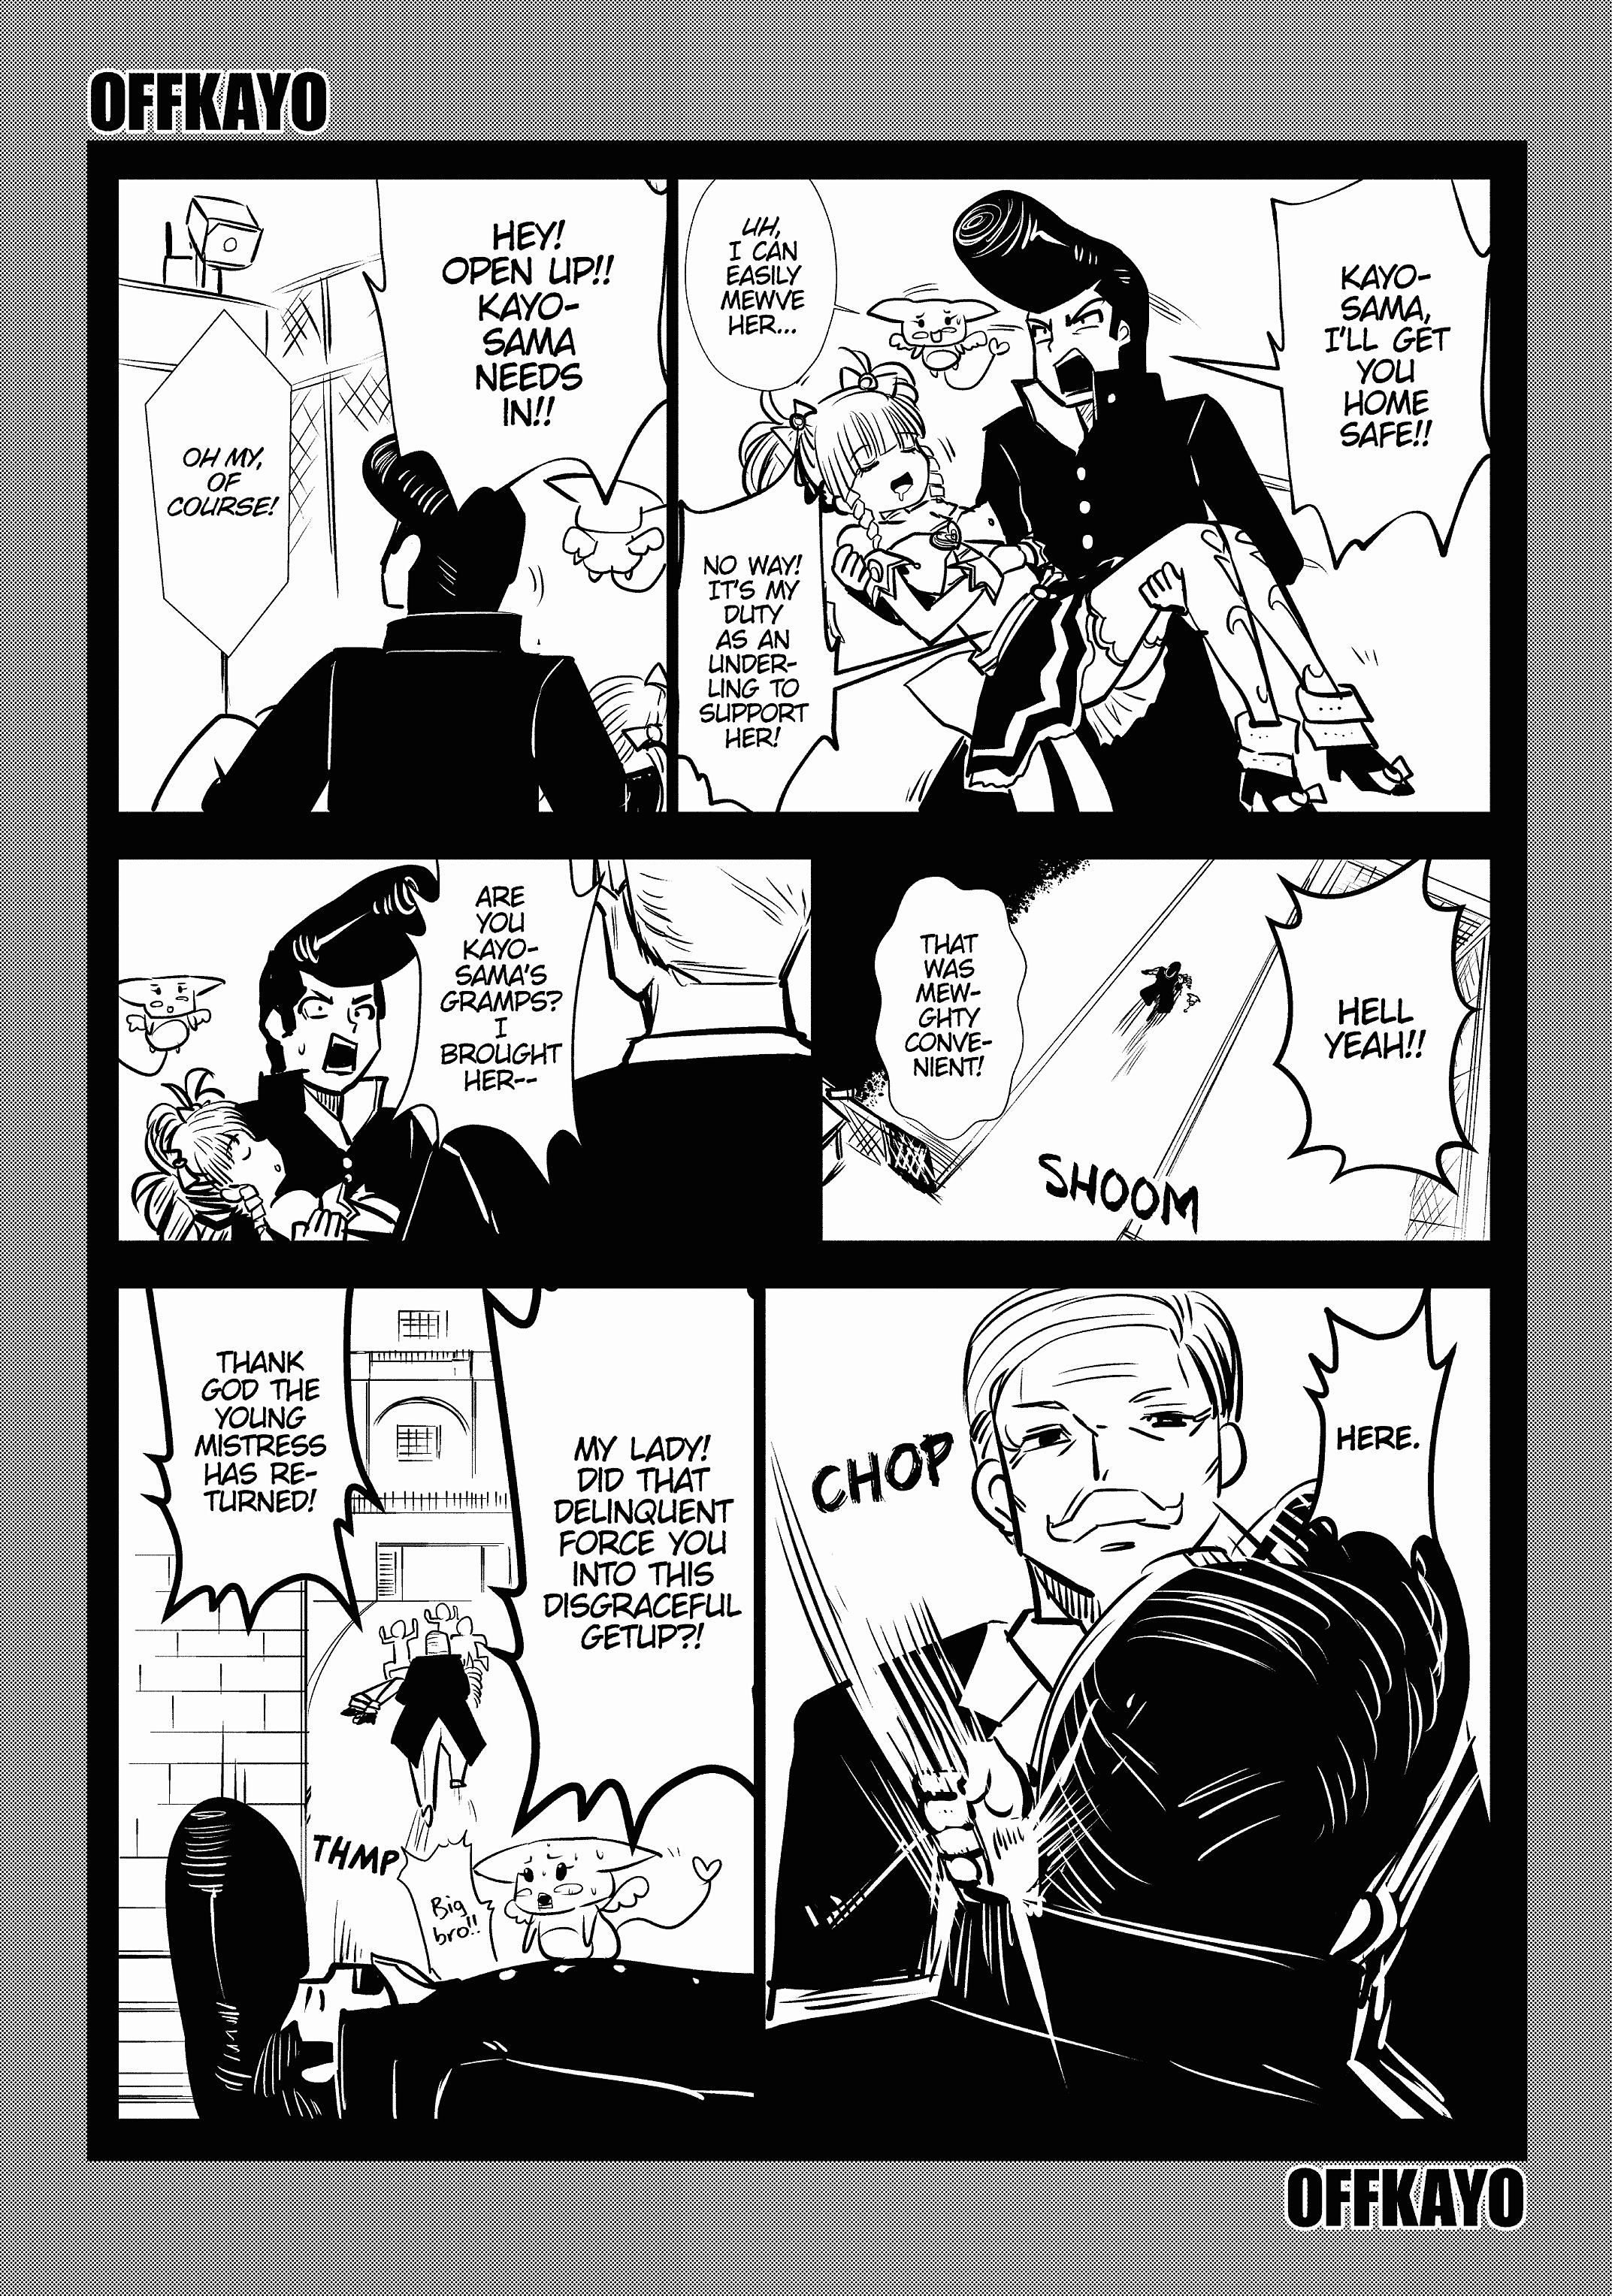 OFFKAYO
KAYO-
SAMA,
I'LL GET
YOU
HOME
SAFE!!
UH,
I CAN
EASILY
MEWVE
HER...
NO WAY!
IT'S MY
DUTY
AS AN
UNDER-
LING TO
SUPPORT
HER!
HEY!
OPEN UP!!
KAYO-
SAMA
NEEDS
IN!!
OH MY,
OF
COURSE!
HELL
YEAH!!
THAT
WAS
MEW-
GHTY
CONVE-
NIENT!
SHOOM
ARE
YOU
KAYO-
SAMA'S
GRAMPS?
I
BROUGHT
HER--
HERE.
CHOP
MY LADY!
DID THAT
DELINQUENT
FORCE YOU
INTO THIS
DISGRACEFUL
GETUP?!
THANK
GOD THE
YOUNG
MISTRESS
HAS RE-
TURNED!
THMP
Big
bro!!
OFFKAYO